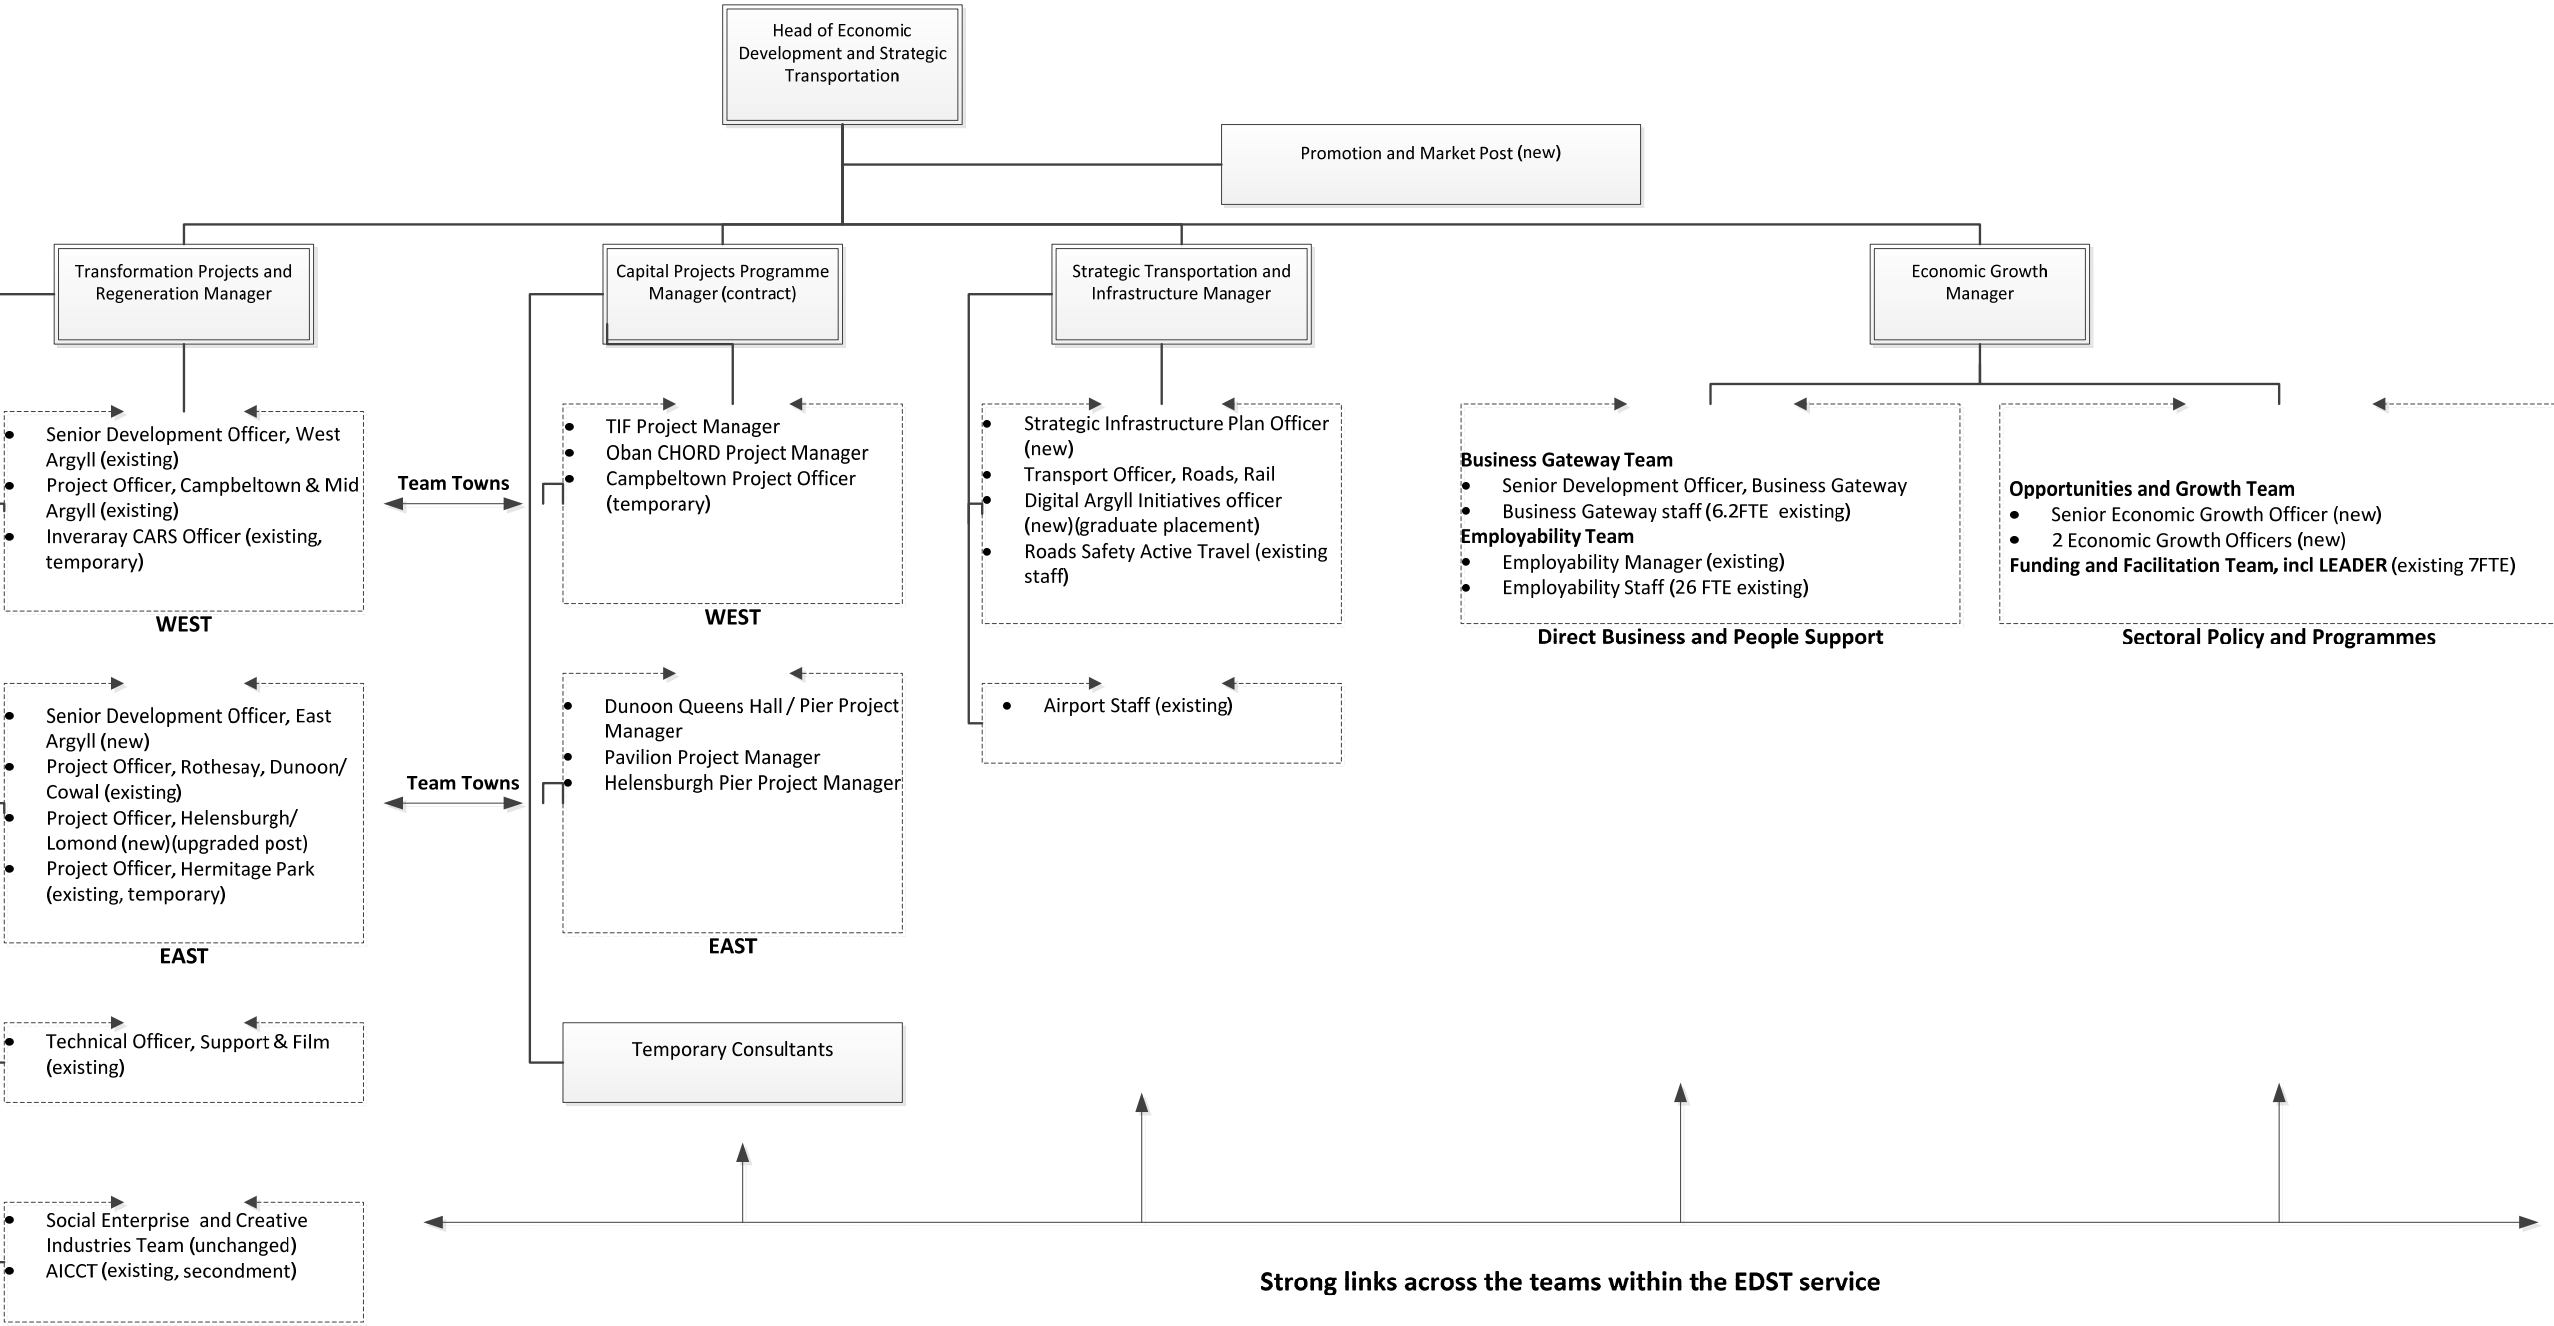 Head of Economic
Development and Strategic
Transportation
Promotion and Market Post (new)
Transformation Projects and
Regeneration Manager
Capital Projects Programme
Manager (contract)
Strategic Transportation and
Infrastructure Manager
Economic Growth
Manager
• Senior Development Officer, West
Argyll (existing)
• Project Officer, Campbeltown & Mid
Argyll (existing)
• Inveraray CARS Officer (existing,
temporary)
WEST
Team Towns
• TIF Project Manager
• Oban CHORD Project Manager
• Campbeltown Project Officer
(temporary)
WEST
• Strategic Infrastructure Plan Officer
(new)
• Transport Officer, Roads, Rail
• Digital Argyll Initiatives officer
(new)(graduate placement)
• Roads Safety Active Travel (existing
staff)
Business Gateway Team
• Senior Development Officer, Business Gateway
• Business Gateway staff (6.2FTE existing)
Employability Team
• Employability Manager (existing)
• Employability Staff (26 FTE existing)
Direct Business and People Support
Opportunities and Growth Team
• Senior Economic Growth Officer (new)
• 2 Economic Growth Officers (new)
Funding and Facilitation Team, incl LEADER (existing 7FTE)
Sectoral Policy and Programmes
• Senior Development Officer, East
Argyll (new)
• Project Officer, Rothesay, Dunoon/
Cowal (existing)
• Project Officer, Helensburgh/
Lomond (new)(upgraded post)
• Project Officer, Hermitage Park
(existing, temporary)
EAST
Team Towns
• Dunoon Queens Hall / Pier Project
Manager
• Pavilion Project Manager
• Helensburgh Pier Project Manager
EAST
• Airport Staff (existing)
• Technical Officer, Support & Film
(existing)
Temporary Consultants
• Social Enterprise and Creative
Industries Team (unchanged)
• AICCT (existing, secondment)
Strong links across the teams within the EDST service